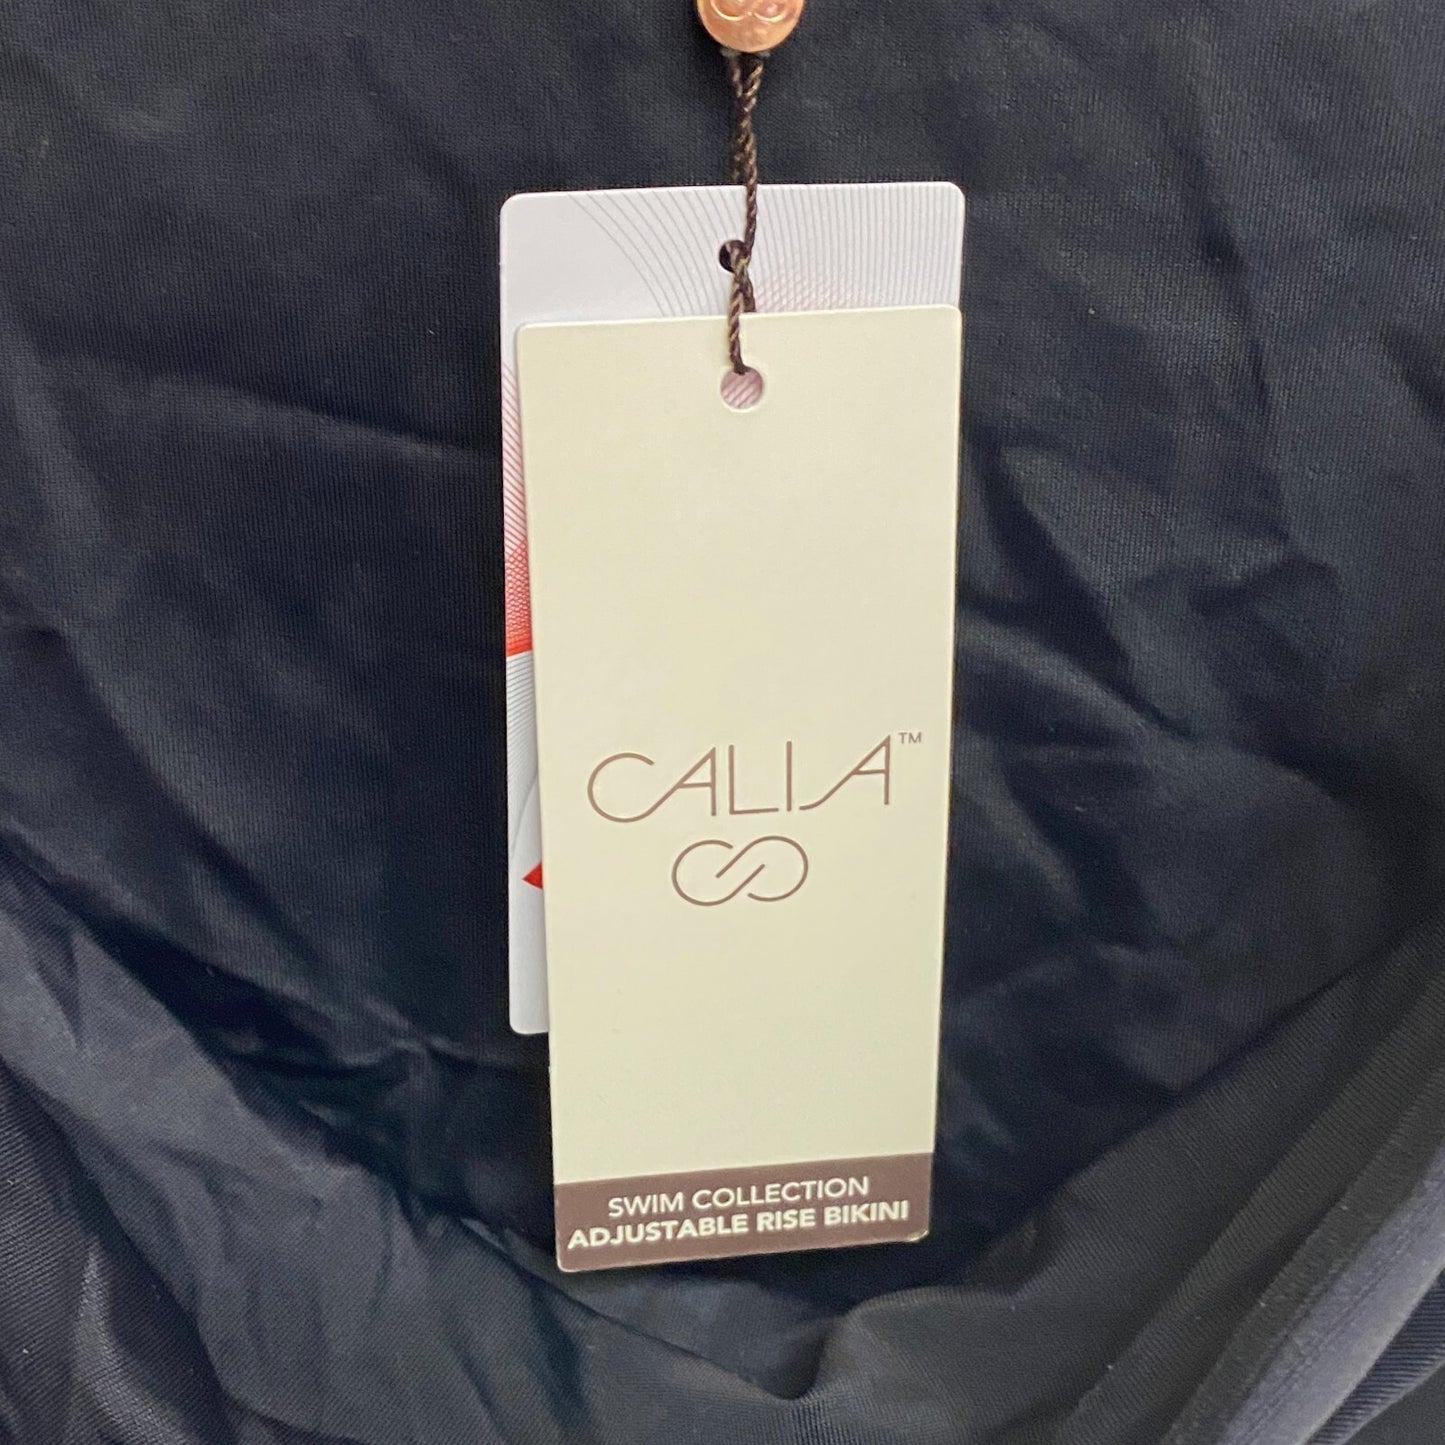 CALIA™
SWIM COLLECTION
ADJUSTABLE RISE BIKINI